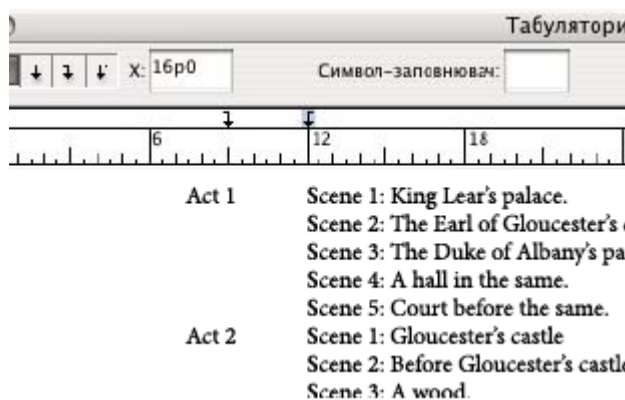 Табулятори
X: 16p0 Символ-заповнювач:
6 12 18
Act 1 Scene 1: King Lear's palace.
Scene 2: The Earl of Gloucester's
Scene 3: The Duke of Albany's pa
Scene 4: A hall in the same.
Scene 5: Court before the same.
Act 2 Scene 1: Gloucester's castle
Scene 2: Before Gloucester's castle
Scene 3: A wood.